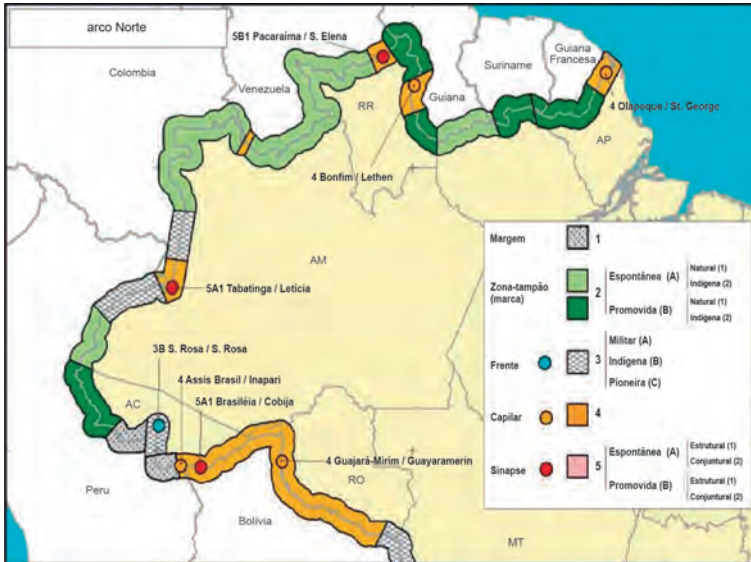 arco Norte
5B1 Pacaraíma / S. Elena
Colombia
Venezuela
Guiana
Suriname
Guiana
Francesa
RR
4 Oiapoque / St. George
AP
4 Bonfim / Lethen
AM
5A1 Tabatinga / Letícia
3B S. Rosa / S. Rosa
4 Assis Brasil / Inapari
AC
5A1 Brasiléia / Cobija
4 Guajará-Mirim / Guayaramerin
RO
Peru
Bolívia
MT
Margem
1
Zona-tampão
(marca)
2
Espontânea (A)
Natural (1)
Indígena (2)
Promovida (B)
Natural (1)
Indígena (2)
Frente
3
Militar (A)
Indígena (B)
Pioneira (C)
Capilar
4
Sinapse
5
Espontânea (A)
Estrutural (1)
Conjuntural (2)
Promovida (B)
Estrutural (1)
Conjuntural (2)